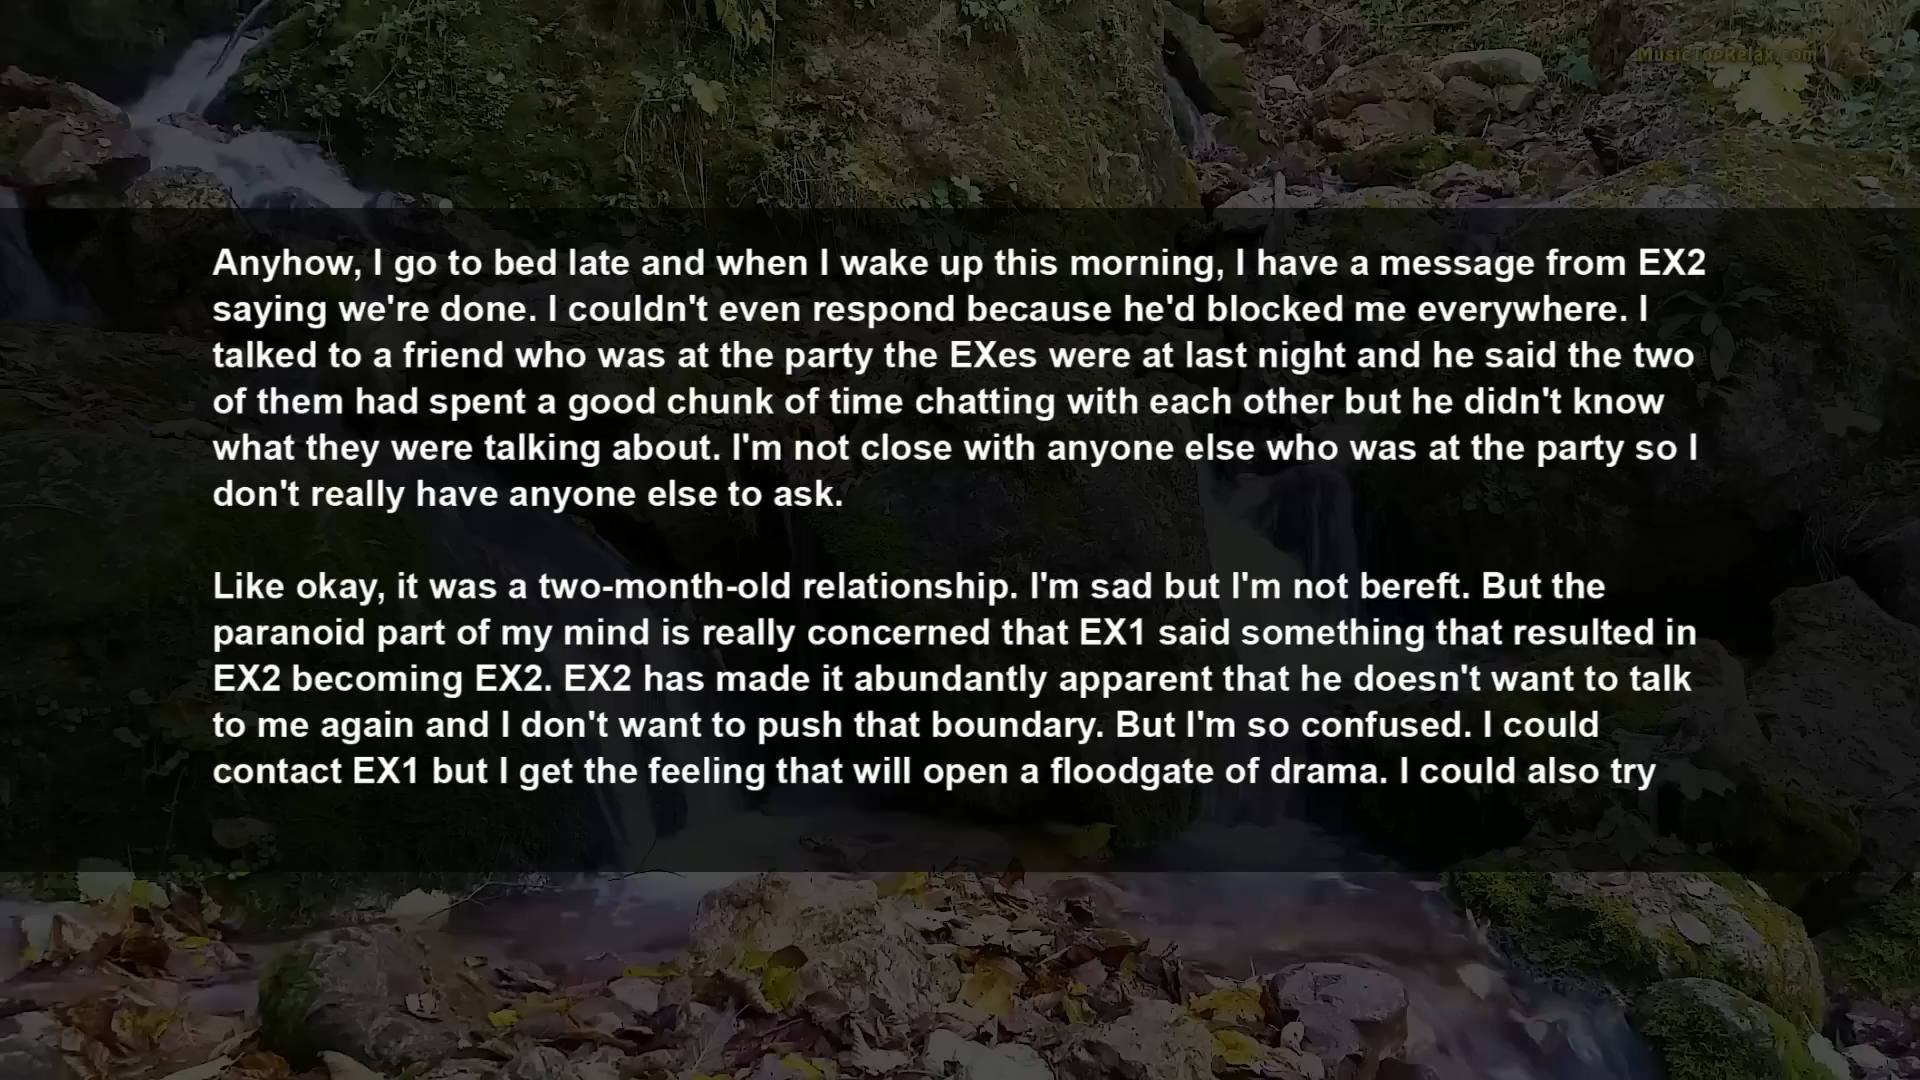 MusicTopRelax.com
Anyhow, I go to bed late and when I wake up this morning, I have a message from EX2
saying we're done. I couldn't even respond because he'd blocked me everywhere. I
talked to a friend who was at the party the EXes were at last night and he said the two
of them had spent a good chunk of time chatting with each other but he didn't know
what they were talking about. I'm not close with anyone else who was at the party so I
don't really have anyone else to ask.
Like okay, it was a two-month-old relationship. I'm sad but I'm not bereft. But the
paranoid part of my mind is really concerned that EX1 said something that resulted in
EX2 becoming EX2. EX2 has made it abundantly apparent that he doesn't want to talk
to me again and I don't want to push that boundary. But I'm so confused. I could
contact EX1 but I get the feeling that will open a floodgate of drama. I could also try